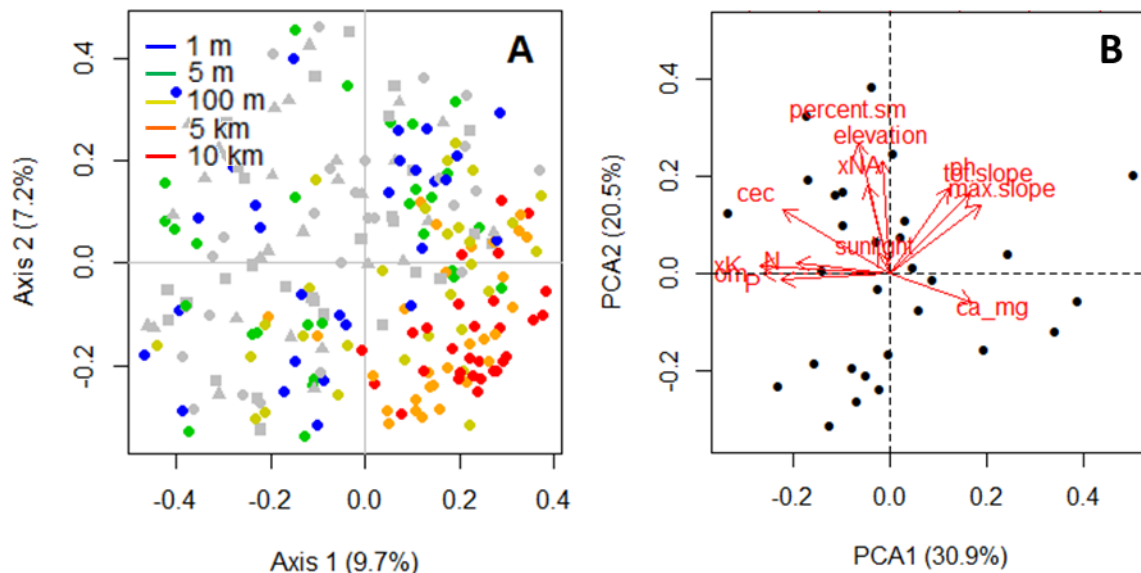 A
1 m
5 m
100 m
5 km
10 km
Axis 2 (7.2%)
0.4
0.2
0.0
-0.2
-0.4 -0.2 0.0 0.2 0.4
Axis 1 (9.7%)
B
percent.sm
elevation
xNA
ph
tot.slope
max.slope
cec
sunlight
xK
N
om
P
ca_mg
PCA2 (20.5%)
0.4
0.2
0.0
-0.2
-0.2 0.0 0.2 0.4
PCA1 (30.9%)